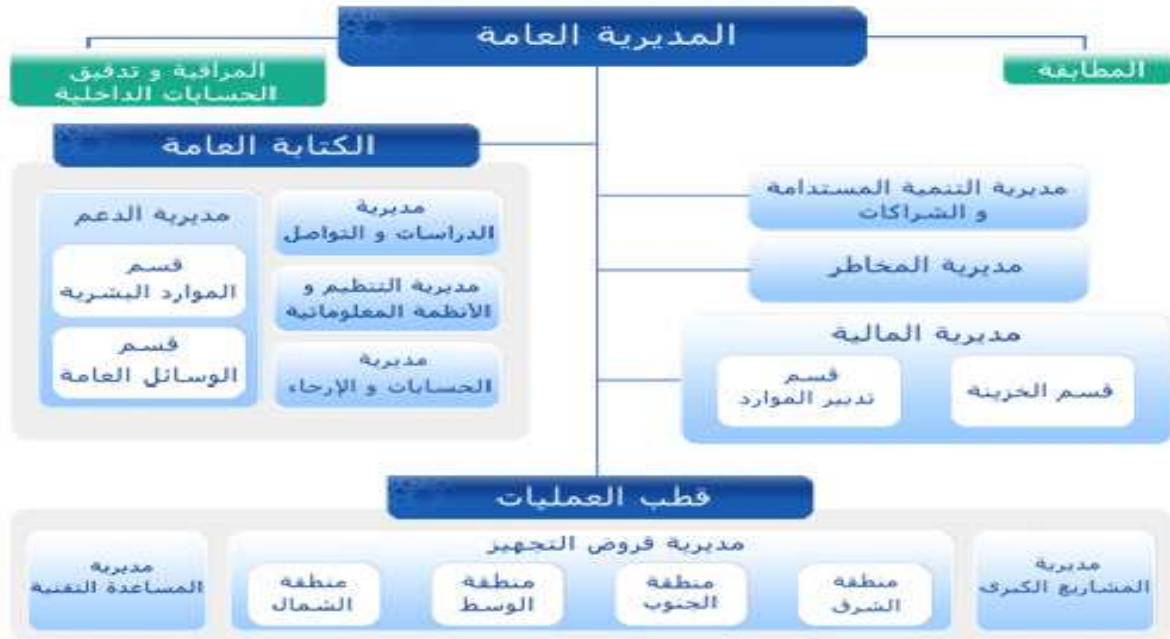 المديرية العامة
المطابقة
المراقبة و تدقيق
الحسابات الداخلية
الكتابة العامة
مديرية التنمية المستدامة
و الشراكات
مديرية المخاطر
مديرية المالية
قسم الخزينة
قسم
تدبير الموارد
مديرية
الدراسات و التواصل
مديرية التنظيم و
الأنظمة المعلوماتية
مديرية
الحسابات و الإرجاء
مديرية الدعم
قسم
الموارد البشرية
قسم
الوسائل العامة
قطب العمليات
مديرية
المشاريع الكبرى
مديرية قروض التجهيز
منطقة
الشرق
منطقة
الجنوب
منطقة
الوسط
منطقة
الشمال
مديرية
المساعدة التقنية